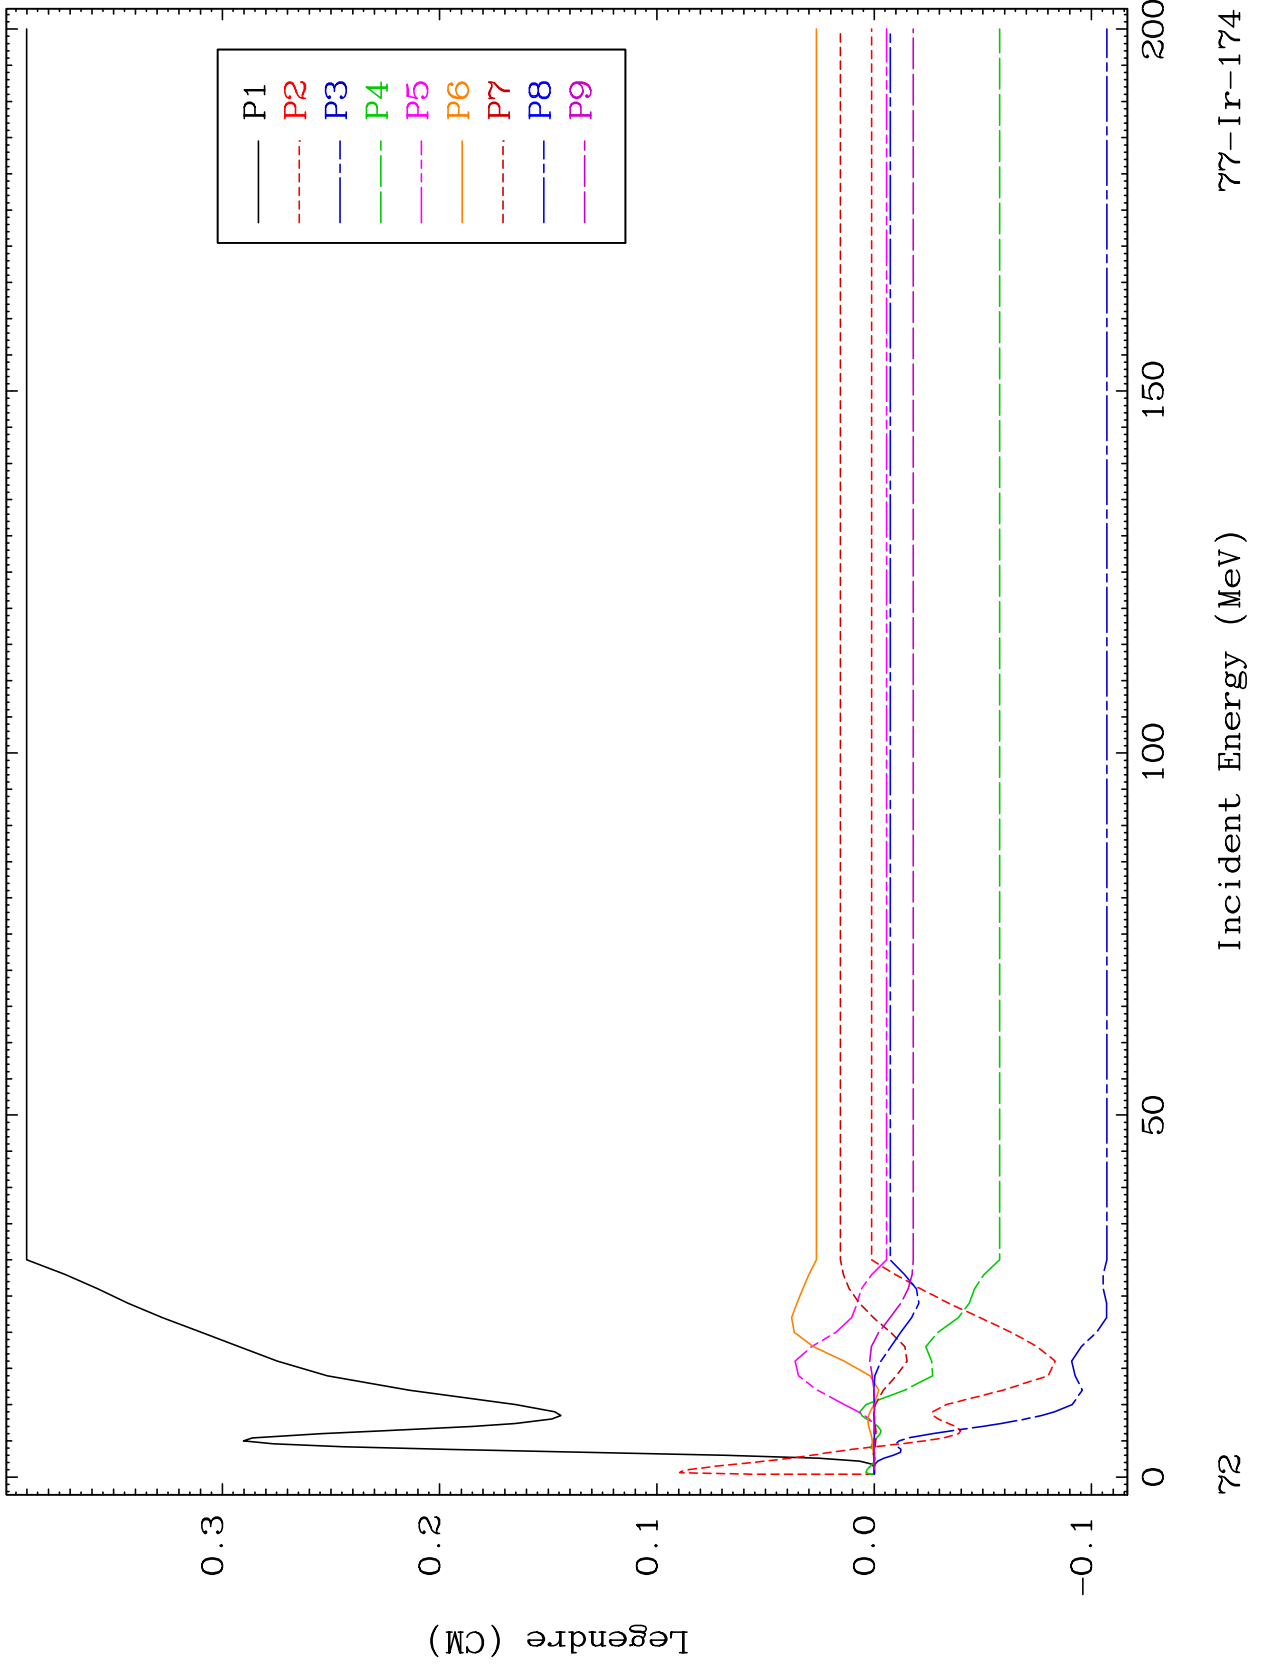 Legendre (CM)
0.3
0.2
0.1
0.0
-0.1
P1
P2
P3
P4
P5
P6
P7
P8
P9
0 50 100 150 200
72 Incident Energy (MeV) 77-Ir-174